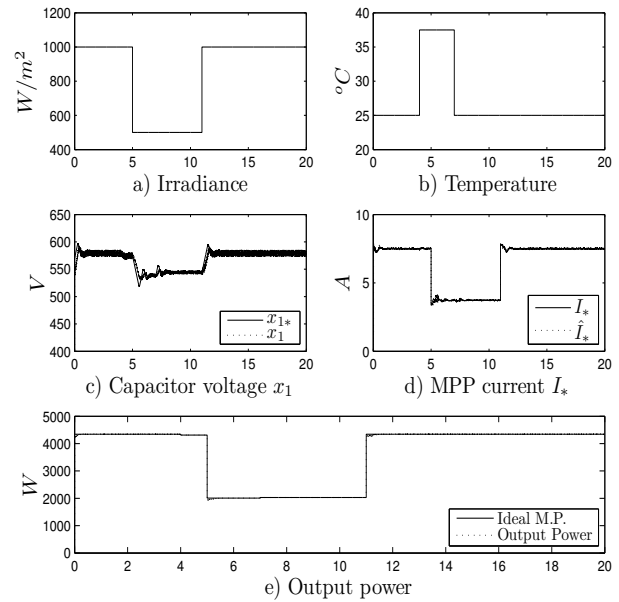 1000
800
600
400
W/m²
0 5 10 15 20
a) Irradiance
40
35
30
25
20
°C
0 5 10 15 20
b) Temperature
650
600
550
500
450
400
V
x₁*
x₁
0 5 10 15 20
c) Capacitor voltage x₁
10
5
0
A
I*
Î*
0 5 10 15 20
d) MPP current I*
5000
4000
3000
2000
1000
0
W
Ideal M.P.
Output Power
0 2 4 6 8 10 12 14 16 18 20
e) Output power